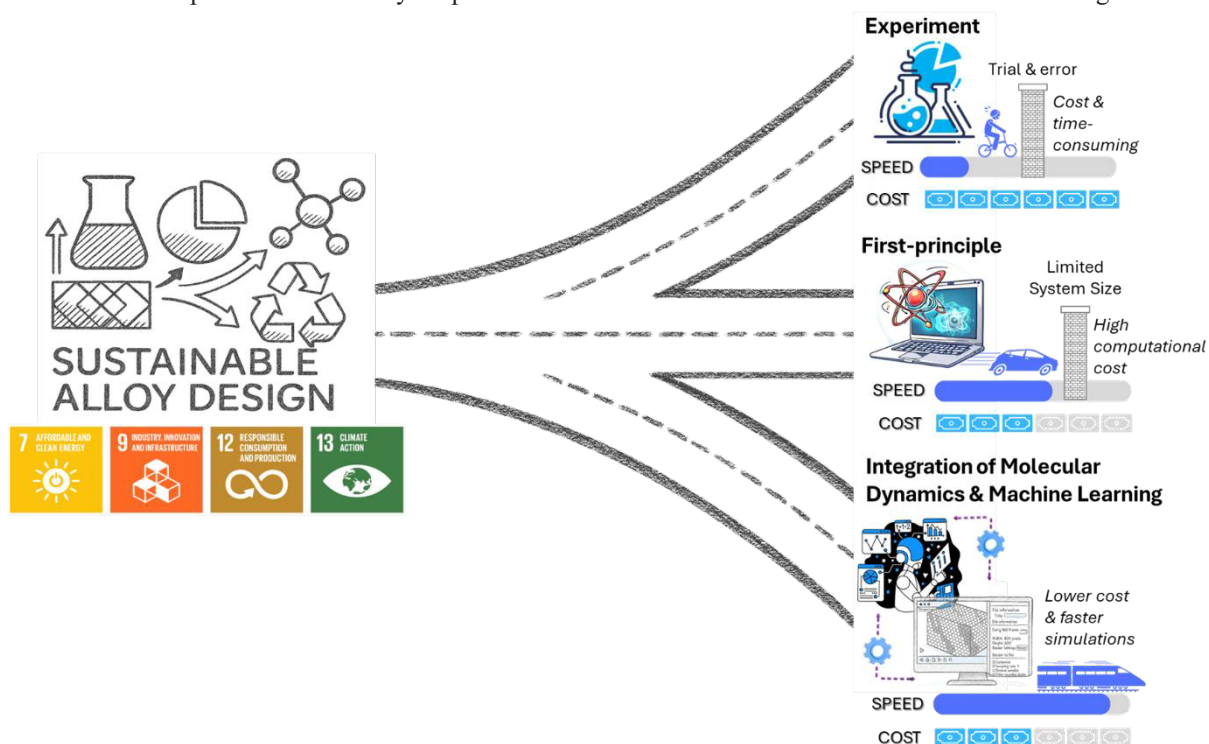 SUSTAINABLE
ALLOY DESIGN
7 AFFORDABLE AND
CLEAN ENERGY
9 INDUSTRY, INNOVATION
AND INFRASTRUCTURE
12 RESPONSIBLE
CONSUMPTION
AND PRODUCTION
13 CLIMATE
ACTION
Experiment
Trial & error
Cost &
time-
consuming
SPEED
COST
First-principle
Limited
System Size
High
computational
cost
SPEED
COST
Integration of Molecular
Dynamics & Machine Learning
Lower cost
& faster
simulations
SPEED
COST